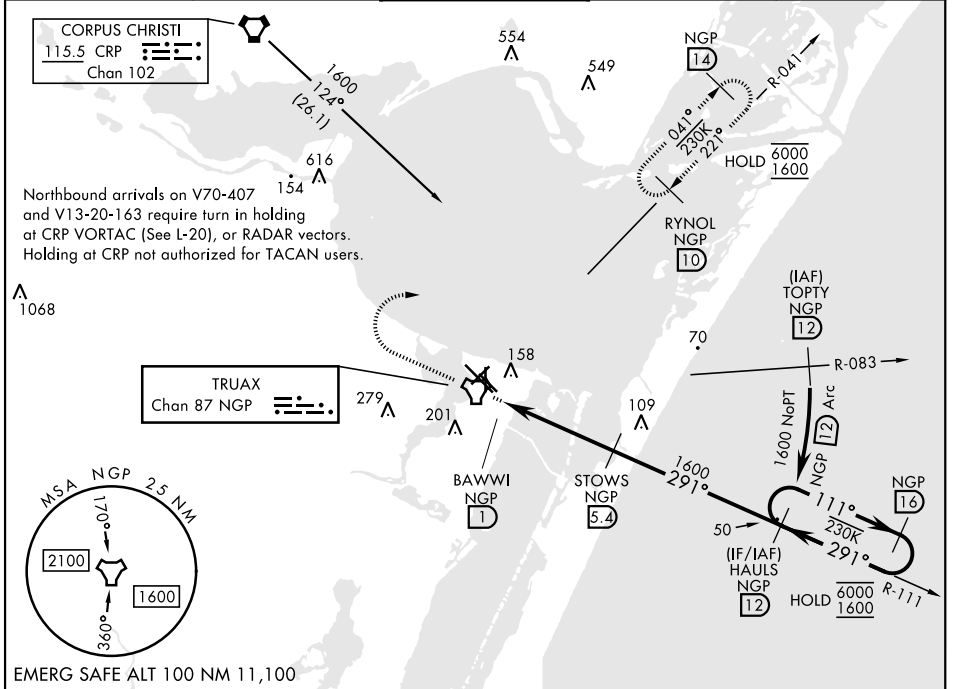 CORPUS CHRISTI
115.5 CRP
Chan 102
1600
124°
(26.1)
554
549
NGP
14
R-041
041°
230K
221°
HOLD 6000
1600
616
154
Northbound arrivals on V70-407
and V13-20-163 require turn in holding
at CRP VORTAC (See L-20), or RADAR vectors.
Holding at CRP not authorized for TACAN users.
RYNOL
NGP
10
1068
(IAF)
TOPTY
NGP
12
70
R-083
158
TRUAX
Chan 87 NGP
279
201
109
1600 NoPT
NGP 12 Arc
BAWWI
NGP
1
STOWS
NGP
5.4
1600
291°
111°
230K
291°
NGP
16
50
(IF/IAF)
HAULS
NGP
12
HOLD 6000
1600
R-111
MSA NGP 25 NM
170°
2100
1600
360°
EMERG SAFE ALT 100 NM 11,100